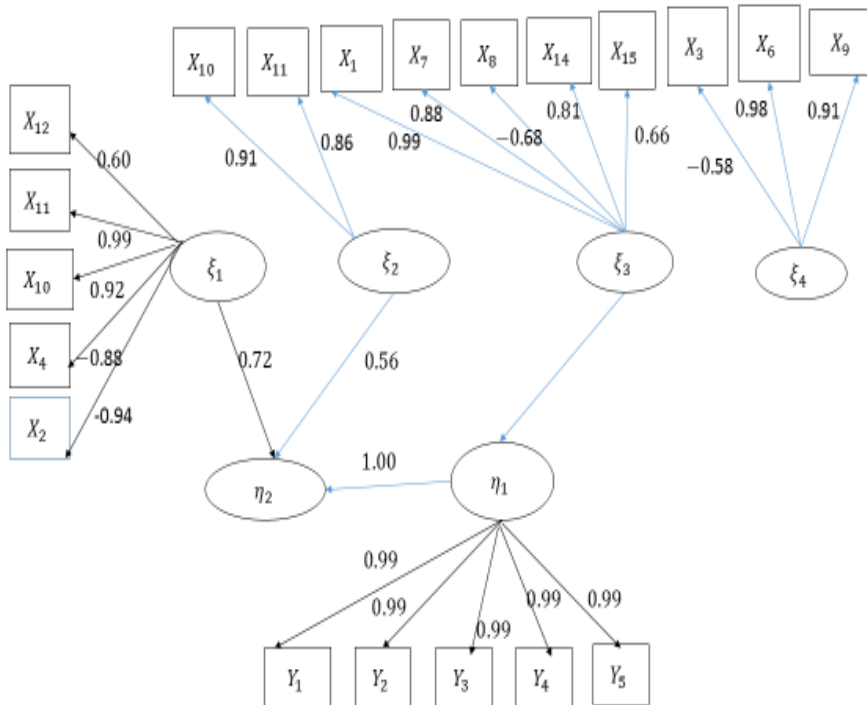 X₁₀ X₁₁ X₁ X₇ X₈ X₁₄ X₁₅ X₃ X₆ X₉
X₁₂
0.60
X₁₁
0.99
X₁₀
0.92
X₄
−0.88
X₂
-0.94
0.91
0.86
0.99
0.88
−0.68
0.81
0.66
−0.58
0.98
0.91
ξ₁ ξ₂ ξ₃ ξ₄
0.72
0.56
1.00
η₂ η₁
0.99
0.99
0.99
0.99
0.99
Y₁ Y₂ Y₃ Y₄ Y₅